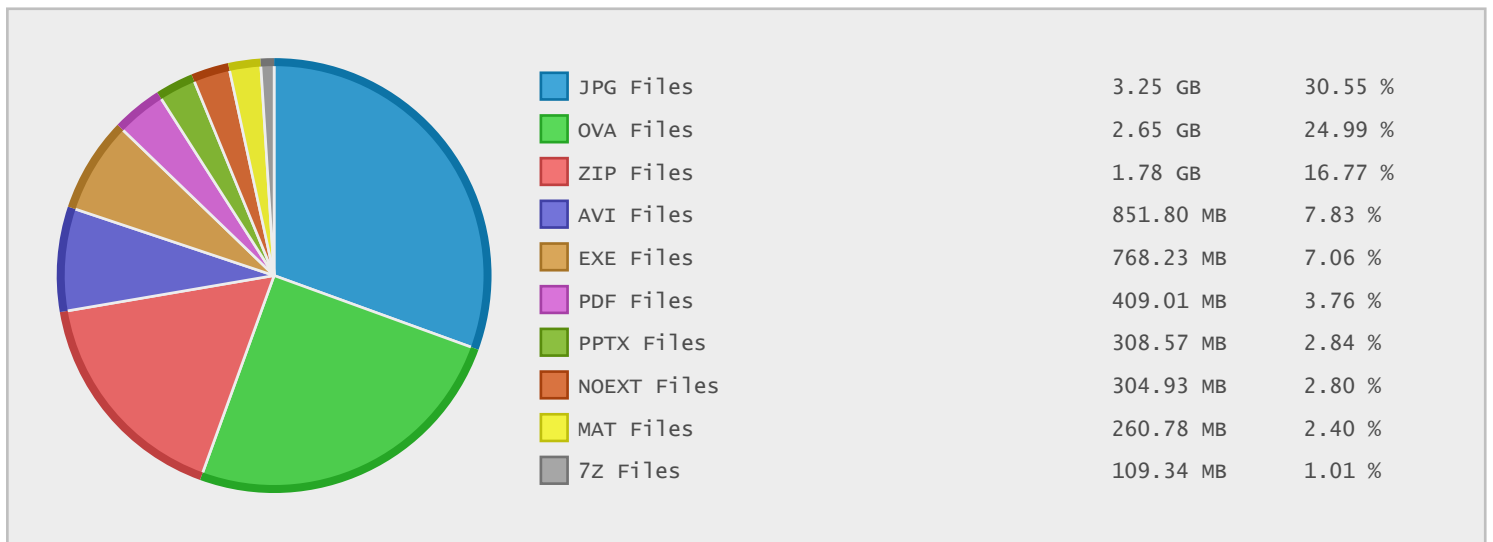 JPG Files 3.25 GB 30.55 %
OVA Files 2.65 GB 24.99 %
ZIP Files 1.78 GB 16.77 %
AVI Files 851.80 MB 7.83 %
EXE Files 768.23 MB 7.06 %
PDF Files 409.01 MB 3.76 %
PPTX Files 308.57 MB 2.84 %
NOEXT Files 304.93 MB 2.80 %
MAT Files 260.78 MB 2.40 %
7Z Files 109.34 MB 1.01 %